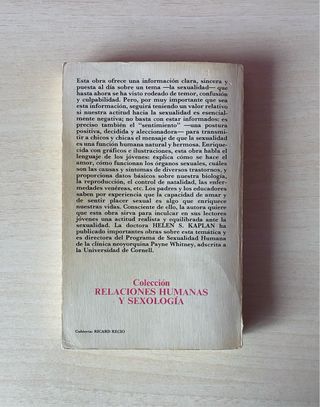 Esta obra ofrece una información clara, sincera y
puesta al día sobre un tema —la sexualidad— que
hasta ahora se ha visto rodeado de temor, confusión
y culpabilidad. Pero, por muy importante que sea
esta información, seguirá teniendo un valor relativo
si nuestra actitud hacia la sexualidad es esencial-
mente negativa; no basta con estar informados: es
preciso también el "sentimiento" —una postura
positiva, decidida y aleccionadora— para transmi-
tir a chicos y chicas el mensaje de que la sexualidad
es una función humana natural y hermosa. Enrique-
cida con gráficos e ilustraciones, esta obra habla el
lenguaje de los jóvenes: explica cómo se hace el
amor, cómo funcionan los órganos sexuales, cuáles
son las causas y síntomas de diversos trastornos, y
proporciona datos básicos sobre nuestra biología,
la reproducción, el control de natalidad, las enfer-
medades venéreas, etc. Los padres y los educadores
saben por experiencia que la capacidad de amar y
de sentir placer sexual es algo que enriquece
nuestras vidas. Consciente de ello, la autora quiere
que esta obra sirva para inculcar en sus lectores
jóvenes una actitud realista y equilibrada ante la
sexualidad. La doctora HELEN S. KAPLAN ha
publicado importantes obras sobre esta temática y
es directora del Programa de Sexualidad Humana
de la clínica neoyorquina Payne Whitney, adscrita a
la Universidad de Cornell.
Colección
RELACIONES HUMANAS
Y SEXOLOGÍA
Cubierta: RICARD RECIO